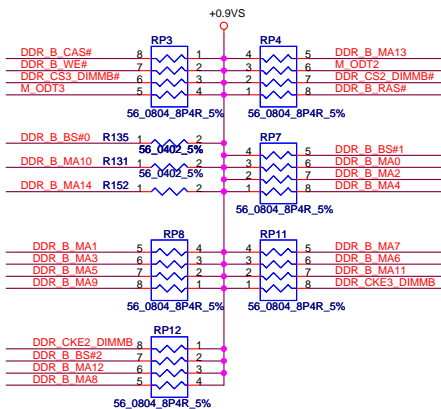 +0.9VS
RP3 RP4
DDR_B_CAS# 8 1 4 5 DDR_B_MA13
DDR_B_WE# 7 2 3 6 M_ODT2
DDR_CS3_DIMMB# 6 3 2 7 DDR_CS2_DIMMB#
M_ODT3 5 4 1 8 DDR_B_RAS#
56_0804_8P4R_5% 56_0804_8P4R_5%
DDR_B_BS#0 R135 1 2 RP7
56_0402_5% 4 5 DDR_B_BS#1
DDR_B_MA10 R131 1 2 3 6 DDR_B_MA0
56_0402_5% 2 7 DDR_B_MA2
DDR_B_MA14 R152 1 2 1 8 DDR_B_MA4
56_0804_8P4R_5%
RP8 RP11
DDR_B_MA1 5 4 4 5 DDR_B_MA7
DDR_B_MA3 6 3 3 6 DDR_B_MA6
DDR_B_MA5 7 2 2 7 DDR_B_MA11
DDR_B_MA9 8 1 1 8 DDR_CKE3_DIMMB
56_0804_8P4R_5% 56_0804_8P4R_5%
RP12
DDR_CKE2_DIMMB 8 1
DDR_B_BS#2 7 2
DDR_B_MA12 6 3
DDR_B_MA8 5 4
56_0804_8P4R_5%